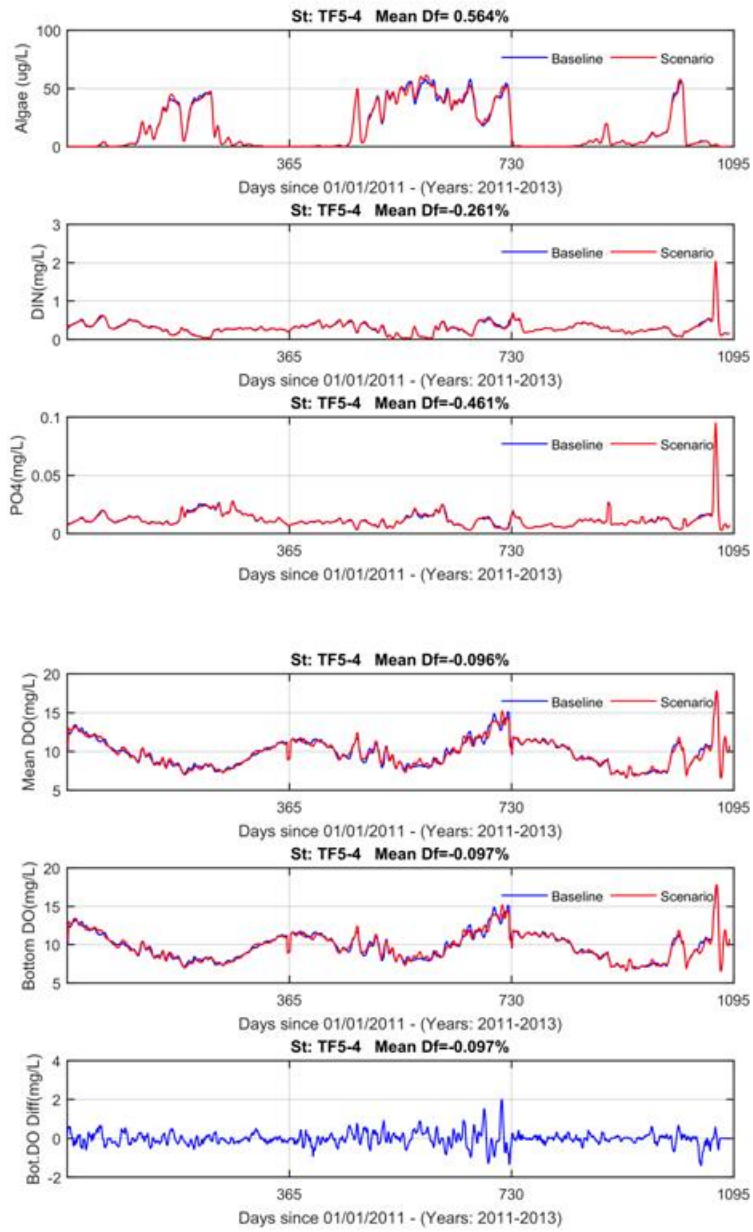 St: TF5-4 Mean Df= 0.564%
100
50
0
Algae (ug/L)
Baseline Scenario
365 730 1095
Days since 01/01/2011 - (Years: 2011-2013)
St: TF5-4 Mean Df=-0.261%
3
2
1
0
DIN(mg/L)
Baseline Scenario
365 730 1095
Days since 01/01/2011 - (Years: 2011-2013)
St: TF5-4 Mean Df=-0.461%
0.1
0.05
0
PO4(mg/L)
Baseline Scenario
365 730 1095
Days since 01/01/2011 - (Years: 2011-2013)
St: TF5-4 Mean Df=-0.096%
20
15
10
5
Mean DO(mg/L)
Baseline Scenario
365 730 1095
Days since 01/01/2011 - (Years: 2011-2013)
St: TF5-4 Mean Df=-0.097%
20
15
10
5
Bottom DO(mg/L)
Baseline Scenario
365 730 1095
Days since 01/01/2011 - (Years: 2011-2013)
St: TF5-4 Mean Df=-0.097%
4
2
0
-2
Bot.DO Diff(mg/L)
365 730 1095
Days since 01/01/2011 - (Years: 2011-2013)